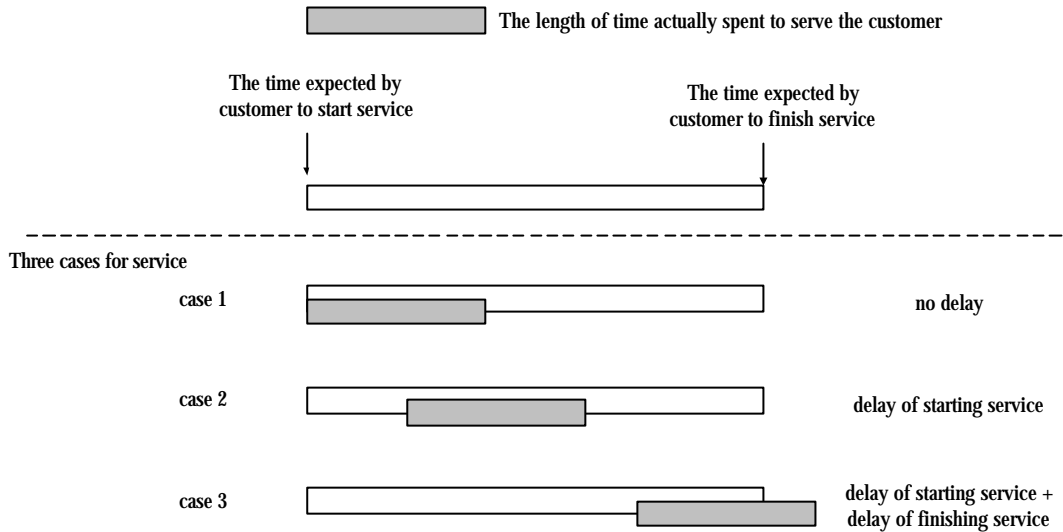 The length of time actually spent to serve the customer
The time expected by
customer to start service
The time expected by
customer to finish service
Three cases for service
case 1
no delay
case 2
delay of starting service
case 3
delay of starting service +
delay of finishing service